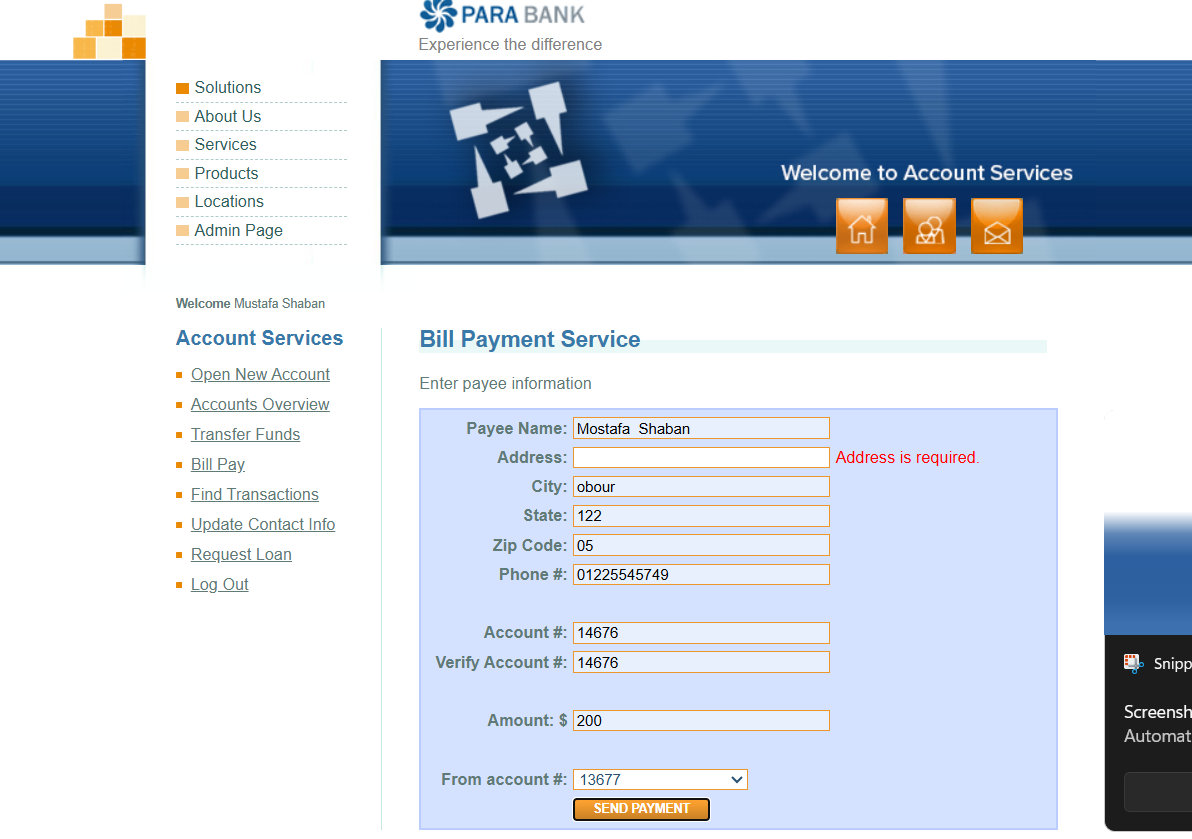 PARA BANK
Experience the difference
Solutions
About Us
Services
Products
Locations
Admin Page
Welcome to Account Services
Welcome Mustafa Shaban
Account Services
Open New Account
Accounts Overview
Transfer Funds
Bill Pay
Find Transactions
Update Contact Info
Request Loan
Log Out
Bill Payment Service
Enter payee information
Payee Name: Mostafa  Shaban
Address: Address is required.
City: obour
State: 122
Zip Code: 05
Phone #: 01225545749
Account #: 14676
Verify Account #: 14676
Amount: $ 200
From account #: 13677
SEND PAYMENT
Snipp
Screensh
Automat